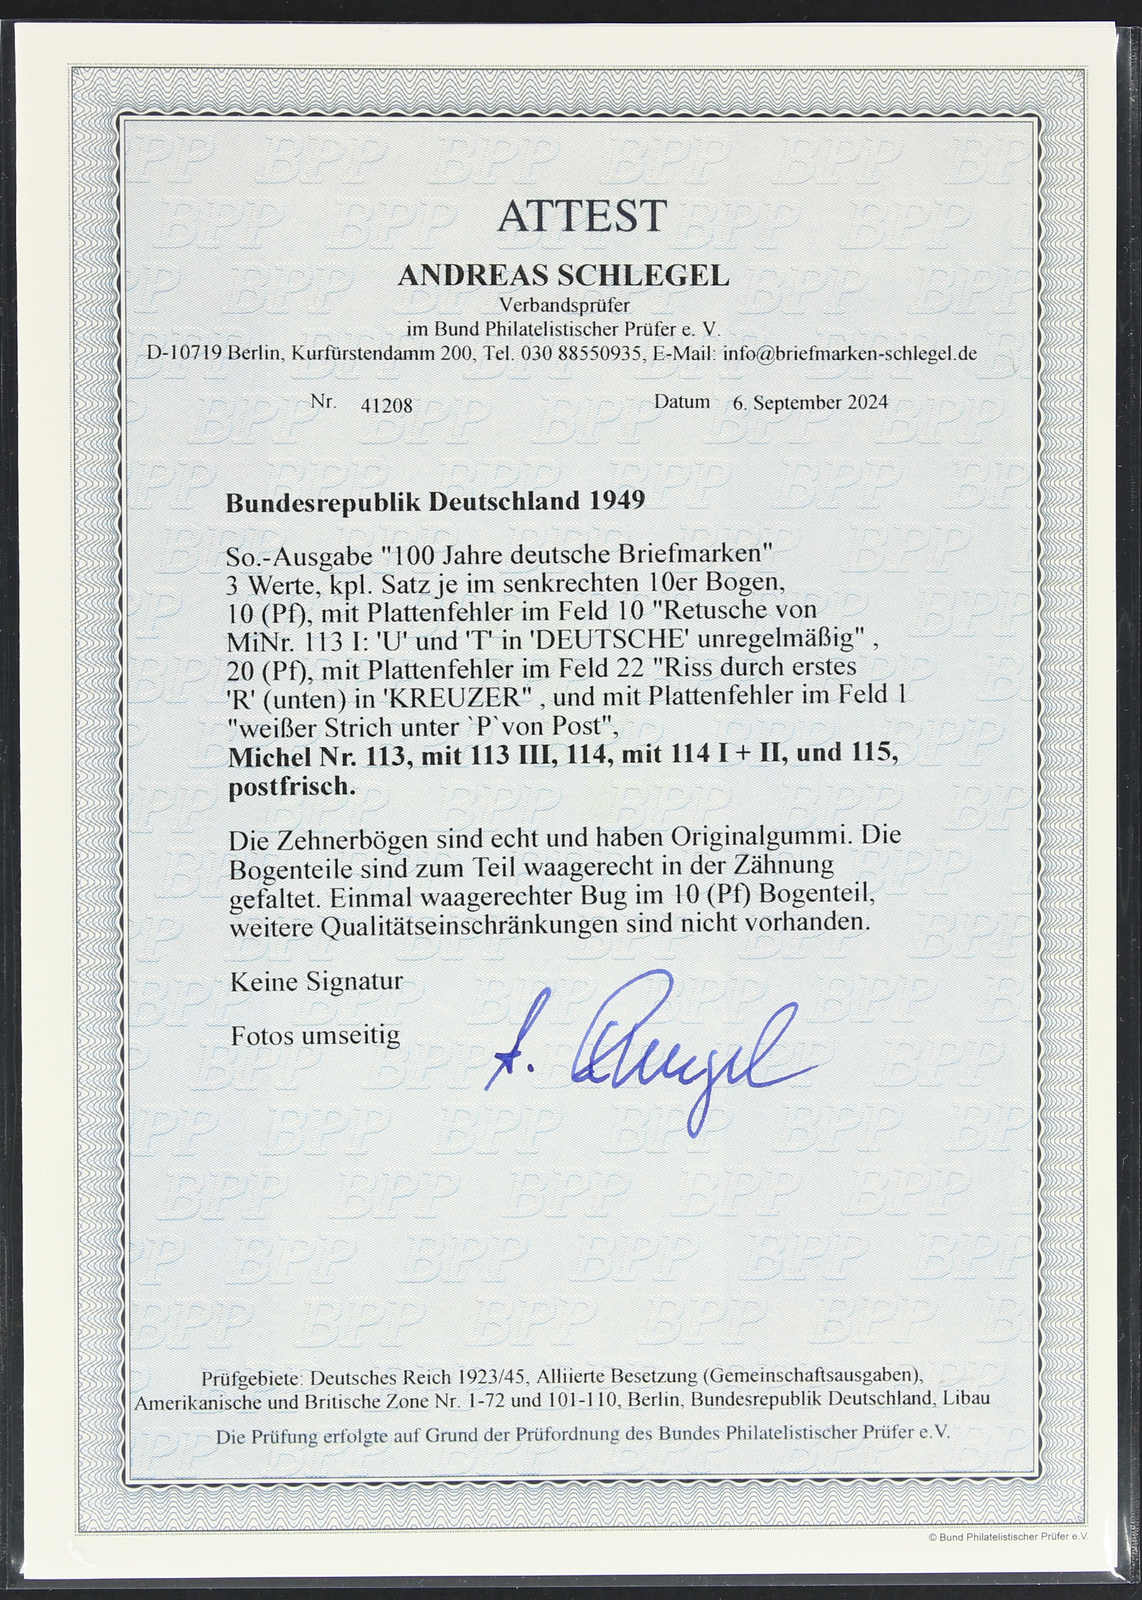 ATTEST
ANDREAS SCHLEGEL
Verbandsprüfer
im Bund Philatelistischer Prüfer e. V.
D-10719 Berlin, Kurfürstendamm 200, Tel. 030 88550935, E-Mail: info@briefmarken-schlegel.de
Nr. 41208 Datum 6. September 2024
Bundesrepublik Deutschland 1949
So.-Ausgabe "100 Jahre deutsche Briefmarken"
3 Werte, kpl. Satz je im senkrechten 10er Bogen,
10 (Pf), mit Plattenfehler im Feld 10 "Retusche von
MiNr. 113 I: 'U' und 'T' in 'DEUTSCHE' unregelmäßig" ,
20 (Pf), mit Plattenfehler im Feld 22 "Riss durch erstes
'R' (unten) in 'KREUZER" , und mit Plattenfehler im Feld 1
"weißer Strich unter `P`von Post",
Michel Nr. 113, mit 113 III, 114, mit 114 I + II, und 115,
postfrisch.
Die Zehnerbögen sind echt und haben Originalgummi. Die
Bogenteile sind zum Teil waagerecht in der Zähnung
gefaltet. Einmal waagerechter Bug im 10 (Pf) Bogenteil,
weitere Qualitätseinschränkungen sind nicht vorhanden.
Keine Signatur
Fotos umseitig
A. Schlegel
Prüfgebiete: Deutsches Reich 1923/45, Alliierte Besetzung (Gemeinschaftsausgaben),
Amerikanische und Britische Zone Nr. 1-72 und 101-110, Berlin, Bundesrepublik Deutschland, Libau
Die Prüfung erfolgte auf Grund der Prüfordnung des Bundes Philatelistischer Prüfer e.V.
© Bund Philatelistischer Prüfer e.V.